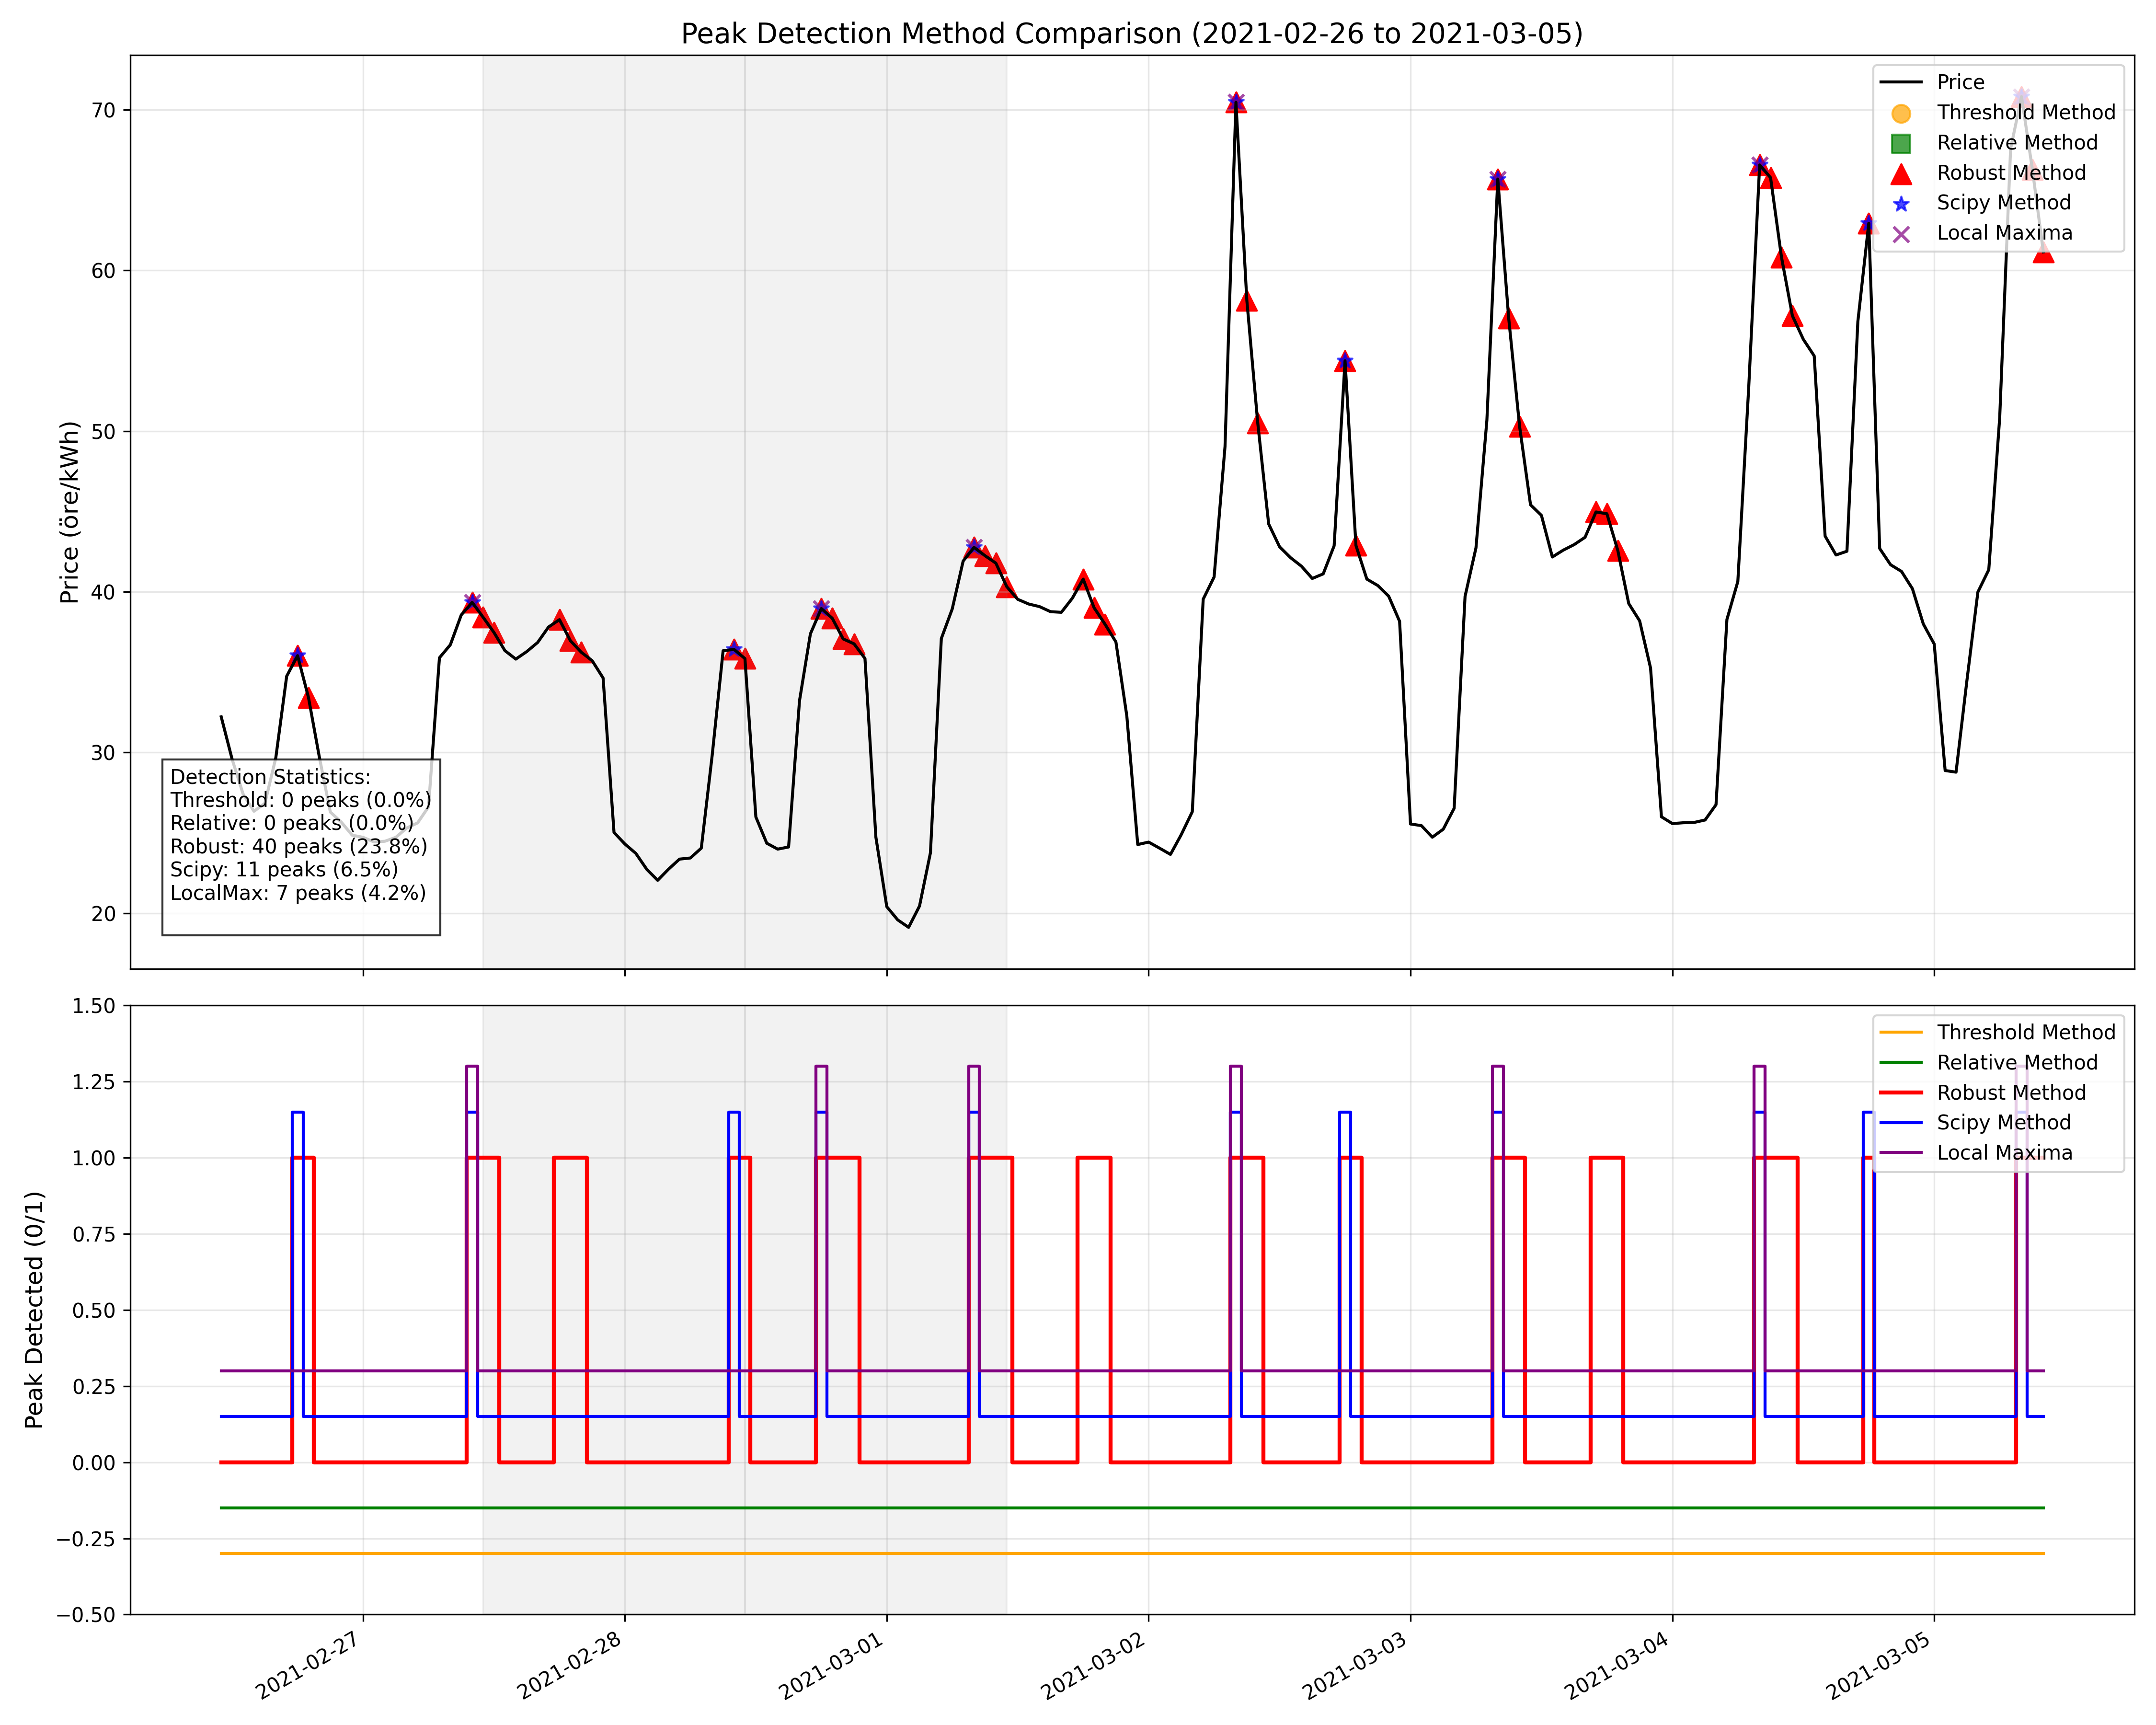 Peak Detection Method Comparison (2021-02-26 to 2021-03-05)
Price (öre/kWh)
70
60
50
40
30
20
Price
Threshold Method
Relative Method
Robust Method
Scipy Method
Local Maxima
Detection Statistics:
Threshold: 0 peaks (0.0%)
Relative: 0 peaks (0.0%)
Robust: 40 peaks (23.8%)
Scipy: 11 peaks (6.5%)
LocalMax: 7 peaks (4.2%)
Peak Detected (0/1)
1.50
1.25
1.00
0.75
0.50
0.25
0.00
−0.25
−0.50
Threshold Method
Relative Method
Robust Method
Scipy Method
Local Maxima
2021-02-27
2021-02-28
2021-03-01
2021-03-02
2021-03-03
2021-03-04
2021-03-05